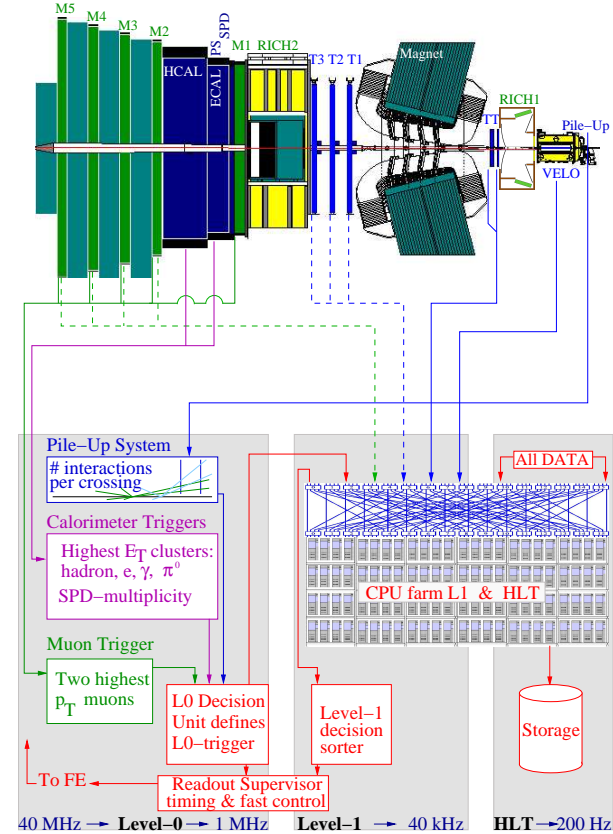 M5
M4
M3
M2
HCAL
ECAL
PS
SPD
M1
RICH2
T3 T2 T1
Magnet
TT
RICH1
Pile−Up
VELO
Pile−Up System
# interactions
per crossing
Calorimeter Triggers
Highest E_T clusters:
hadron, e, γ, π⁰
SPD−multiplicity
Muon Trigger
Two highest
p_T muons
L0 Decision
Unit defines
L0−trigger
Level−1
decision
sorter
All DATA
CPU farm L1 & HLT
Storage
To FE
Readout Supervisor
timing & fast control
40 MHz → Level−0 → 1 MHz
Level−1 → 40 kHz
HLT → 200 Hz